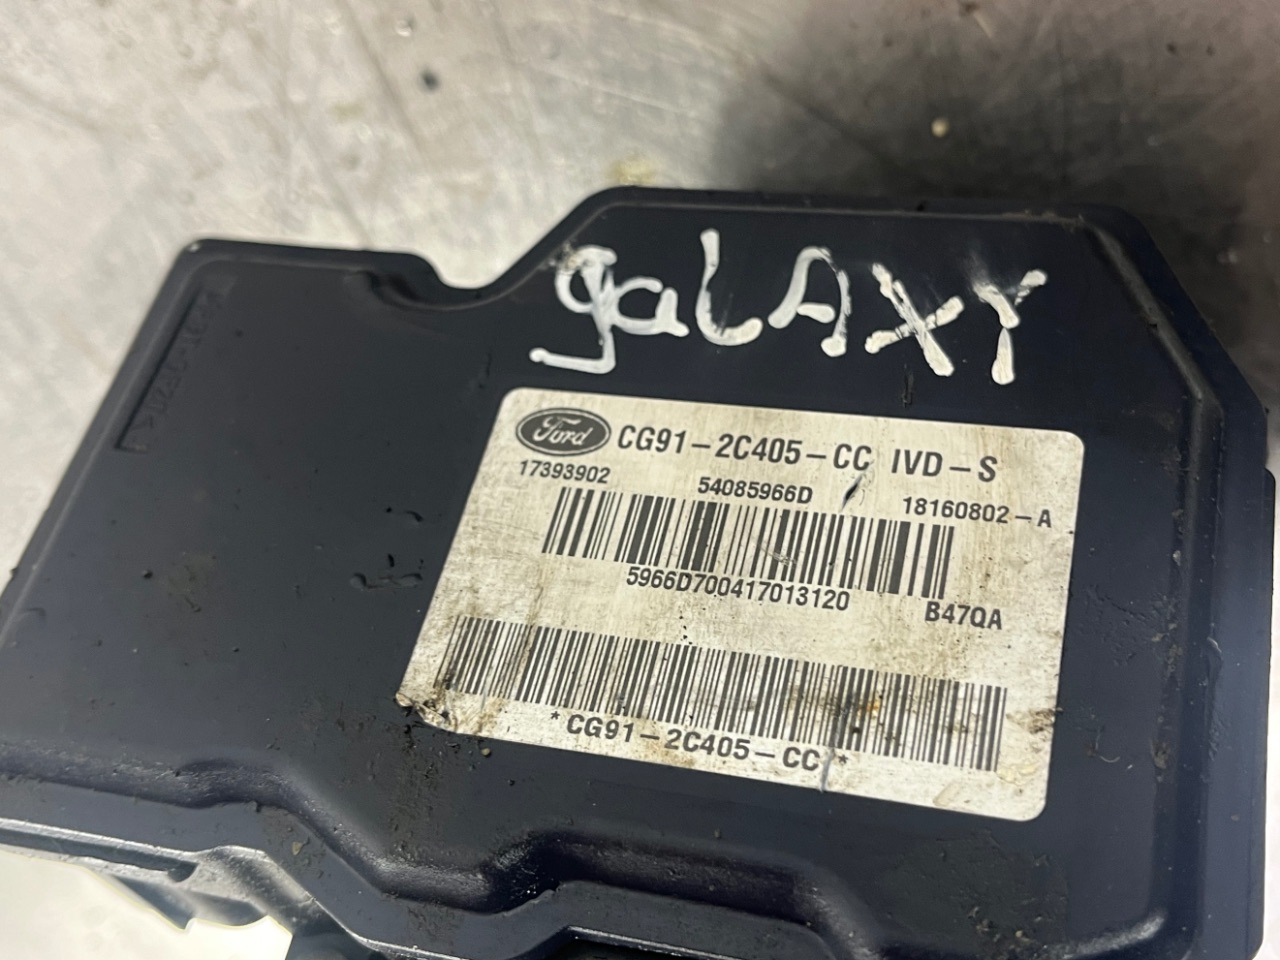 gaLAXY
Ford CG91-2C405-CC IVD-S
17393902 54085966D 18160802-A
5966D700417013120 B47QA
*CG91-2C405-CC*